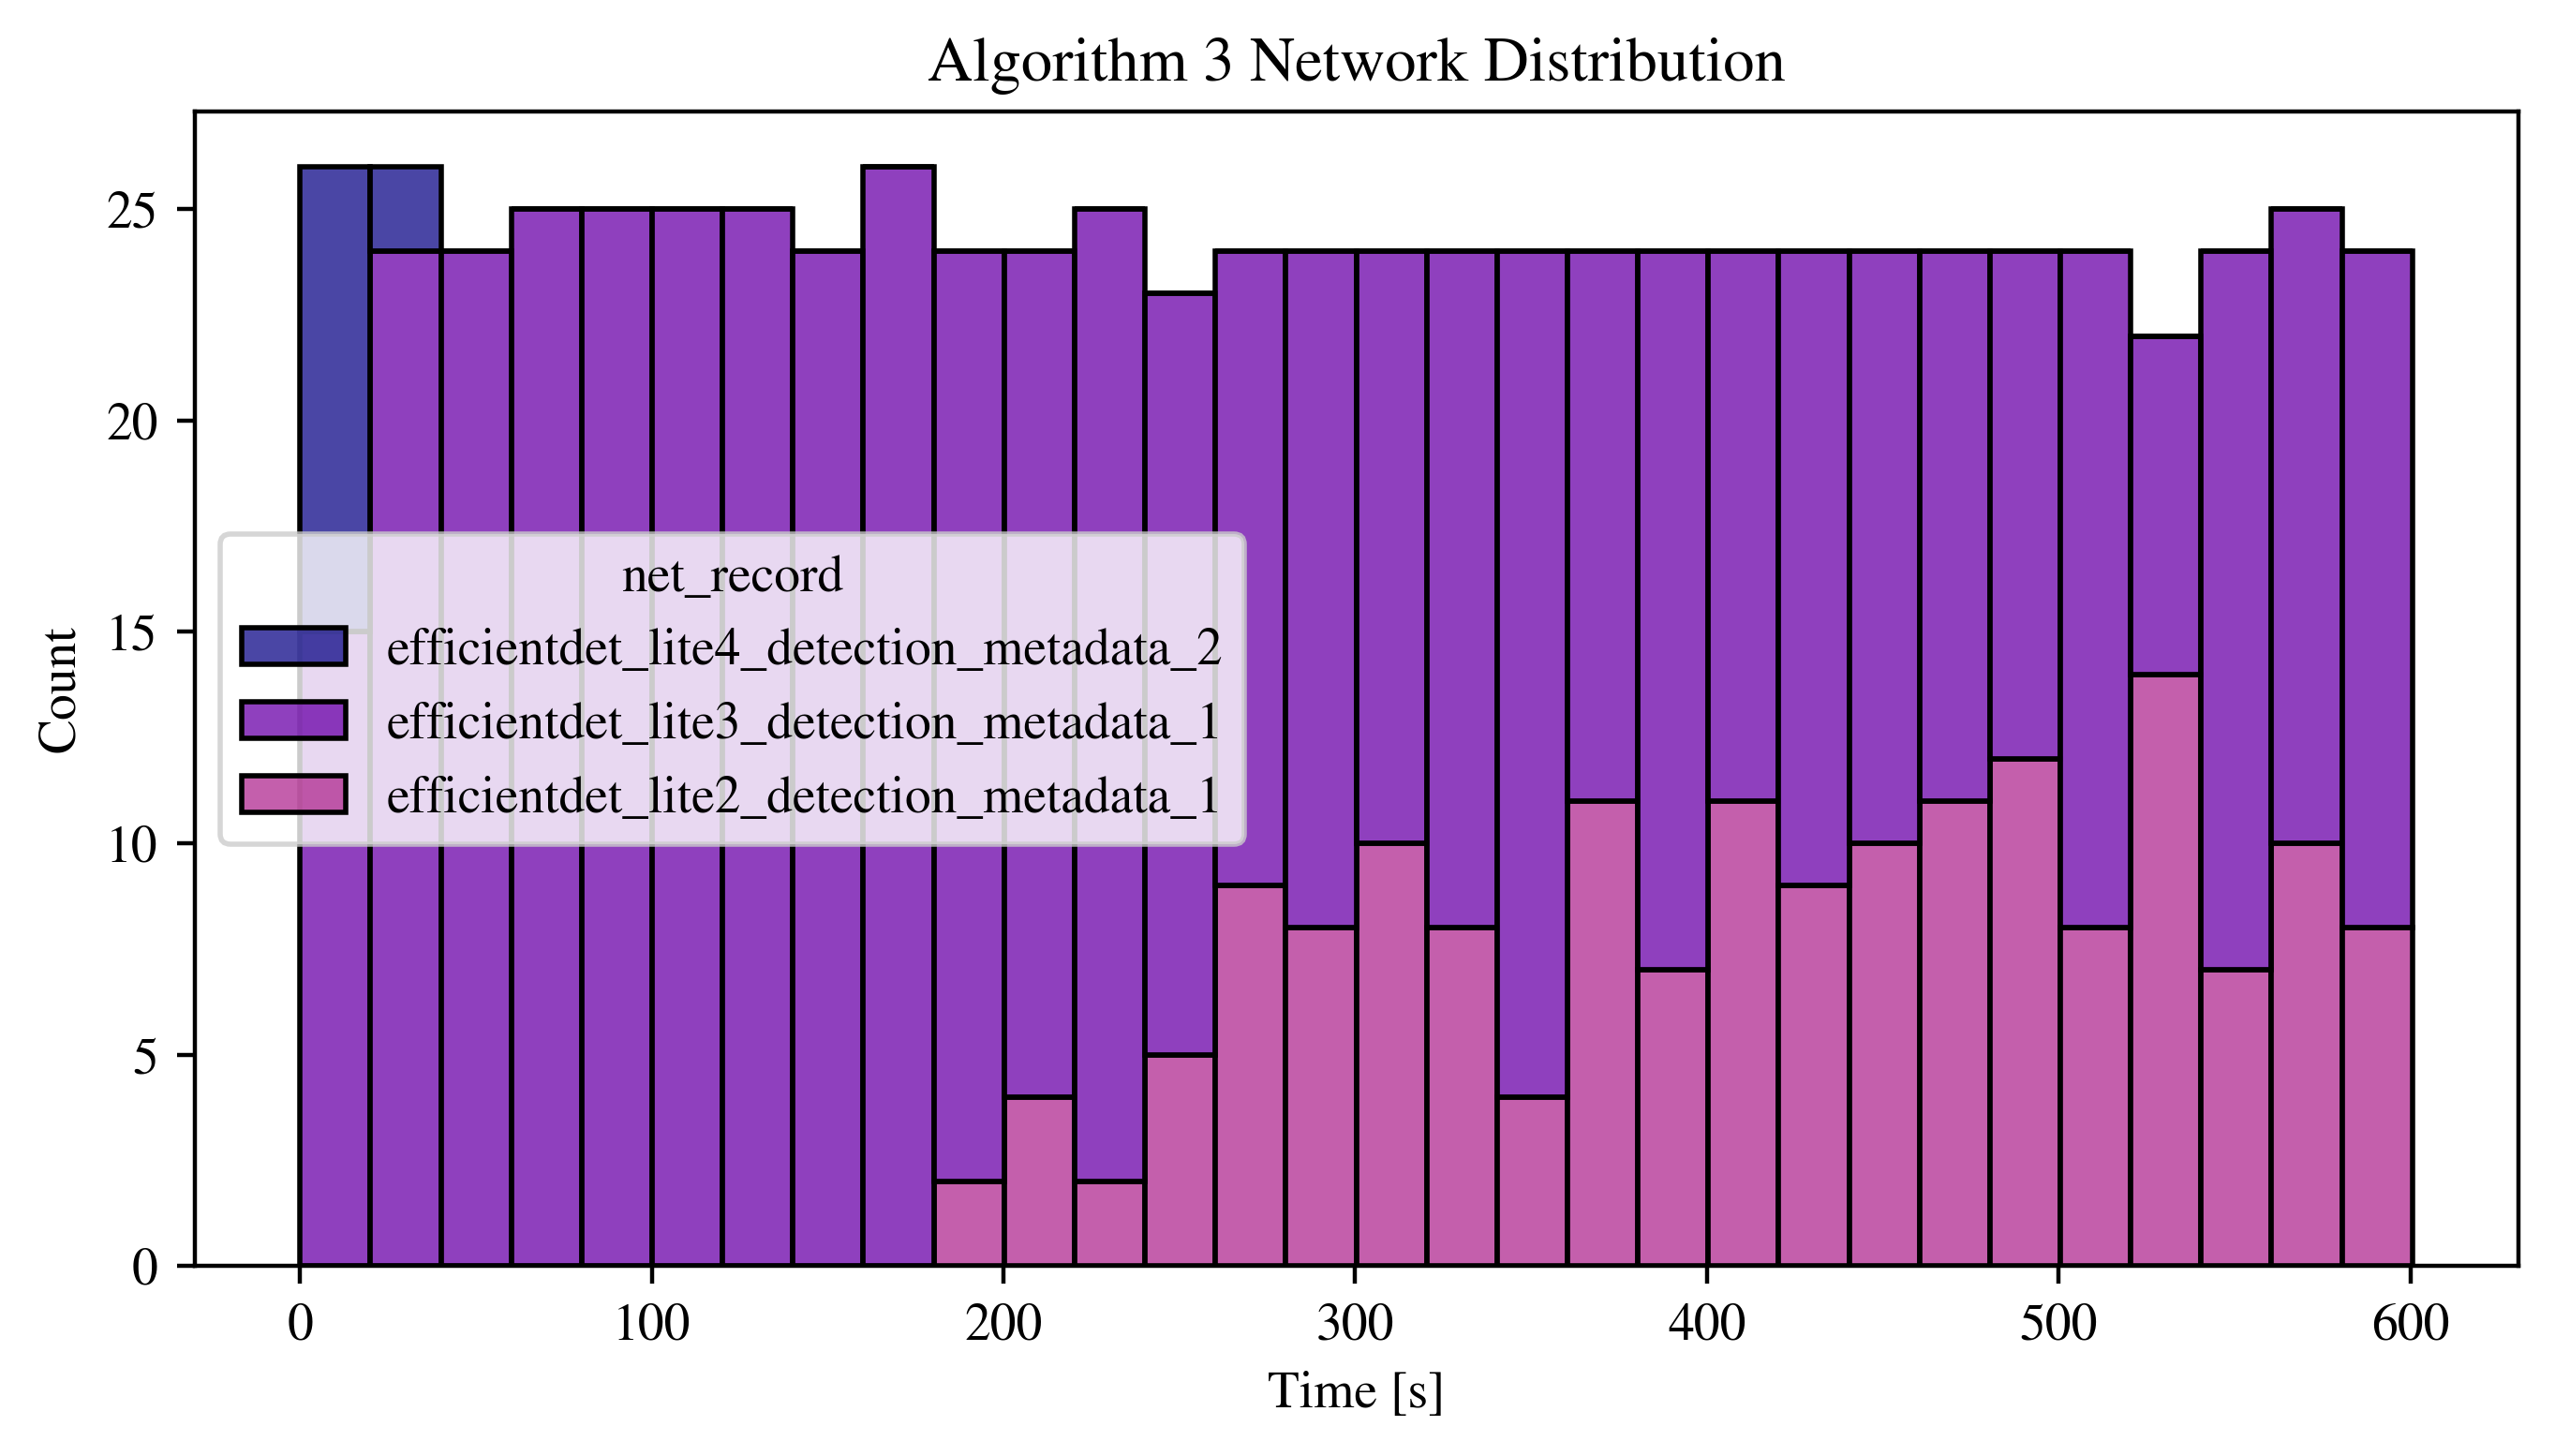 Algorithm 3 Network Distribution
25
20
15
10
5
0
Count
net_record
efficientdet_lite4_detection_metadata_2
efficientdet_lite3_detection_metadata_1
efficientdet_lite2_detection_metadata_1
0 100 200 300 400 500 600
Time [s]